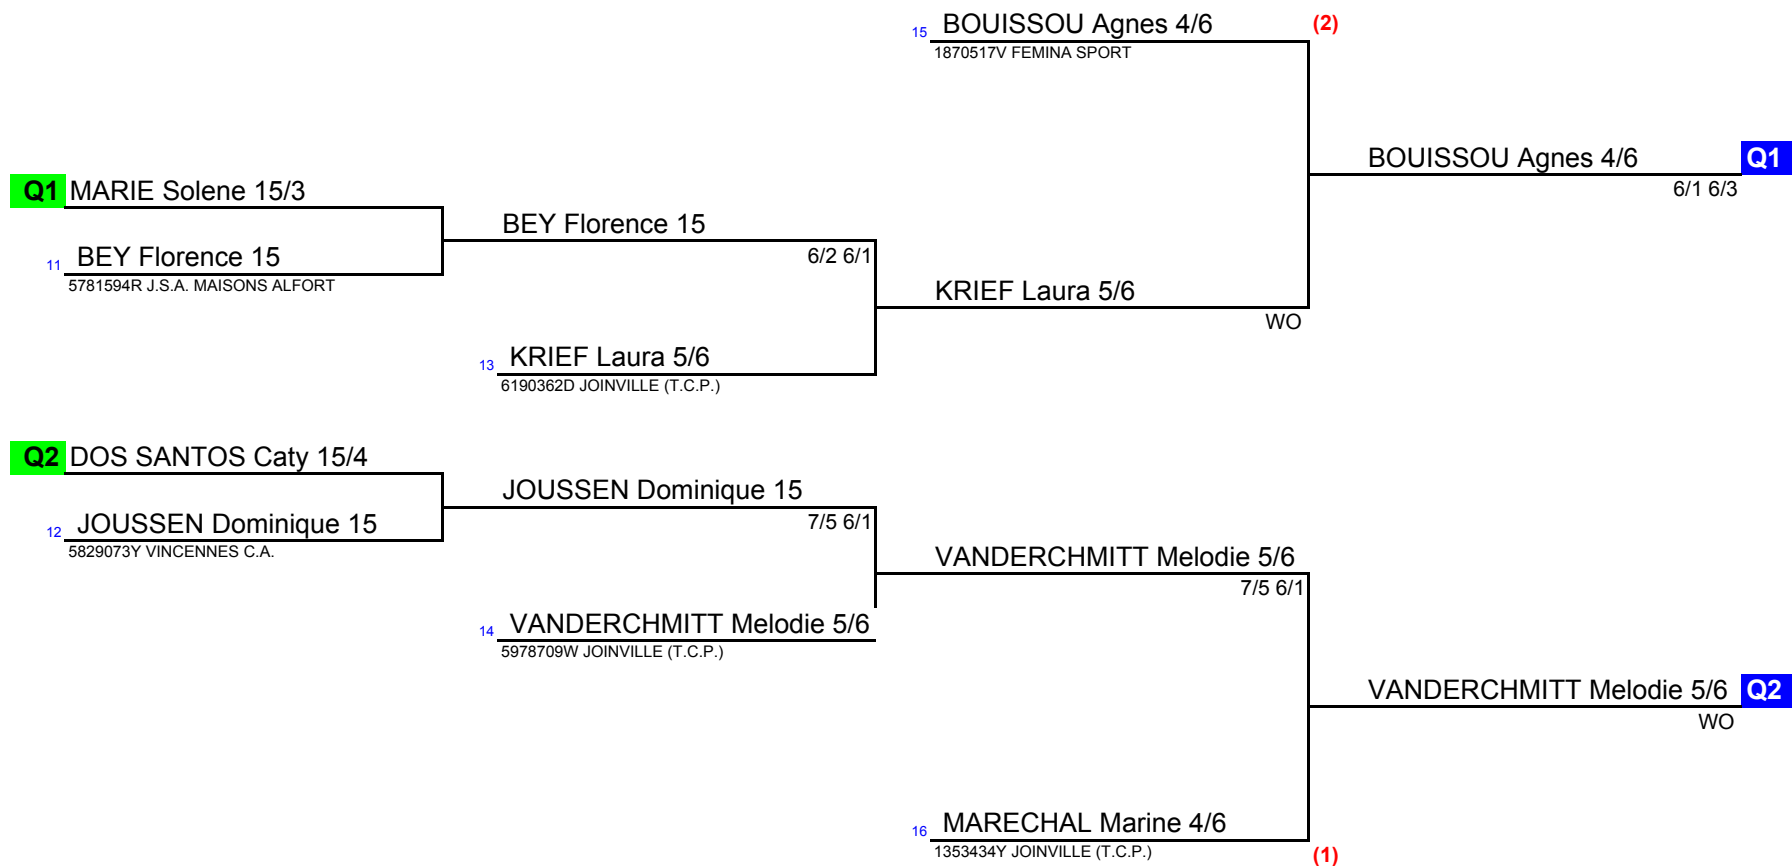 15 BOUISSOU Agnes 4/6 (2)
1870517V FEMINA SPORT
BOUISSOU Agnes 4/6 Q1
6/1 6/3
Q1 MARIE Solene 15/3
BEY Florence 15
6/2 6/1
11 BEY Florence 15
5781594R J.S.A. MAISONS ALFORT
KRIEF Laura 5/6
WO
13 KRIEF Laura 5/6
6190362D JOINVILLE (T.C.P.)
Q2 DOS SANTOS Caty 15/4
JOUSSEN Dominique 15
7/5 6/1
12 JOUSSEN Dominique 15
5829073Y VINCENNES C.A.
VANDERCHMITT Melodie 5/6
7/5 6/1
14 VANDERCHMITT Melodie 5/6
5978709W JOINVILLE (T.C.P.)
VANDERCHMITT Melodie 5/6 Q2
WO
16 MARECHAL Marine 4/6
1353434Y JOINVILLE (T.C.P.) (1)